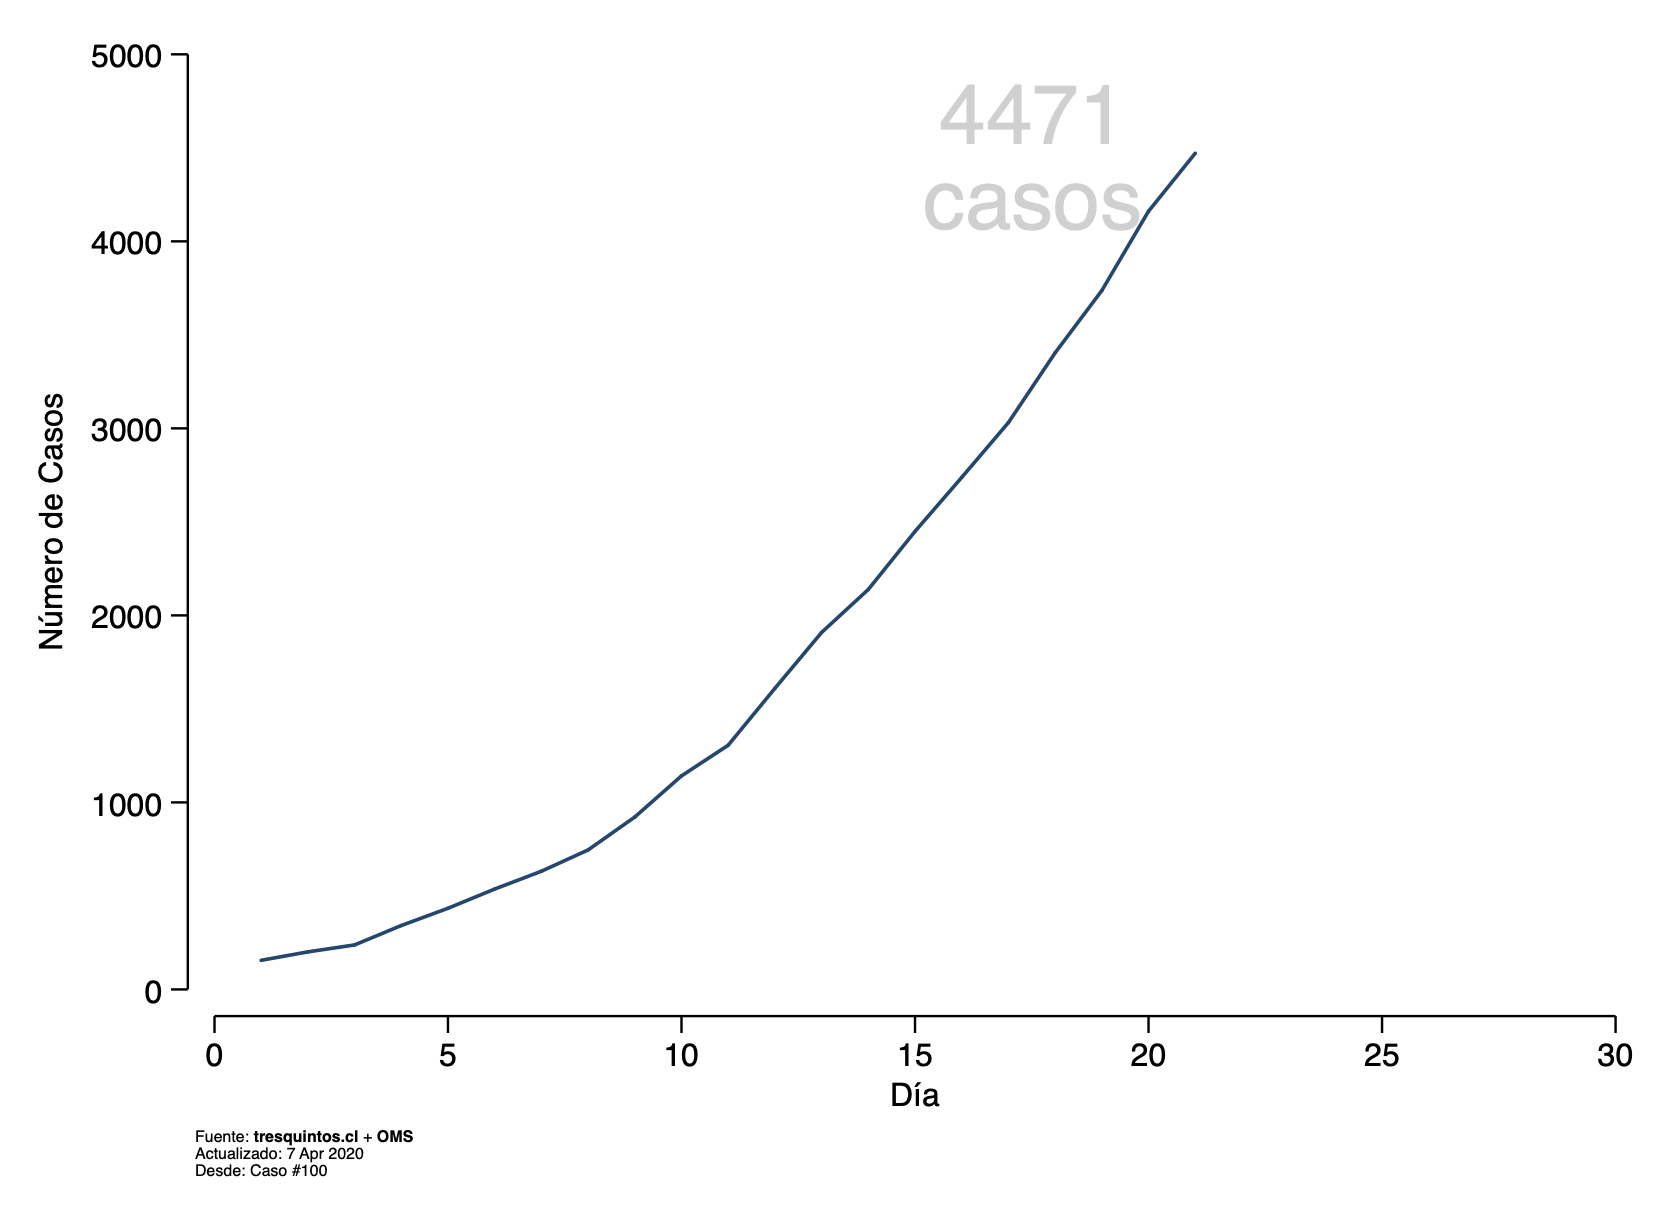 5000
4000
3000
2000
1000
0
Número de Casos
4471
casos
0 5 10 15 20 25 30
Día
Fuente: tresquintos.cl + OMS
Actualizado: 7 Apr 2020
Desde: Caso #100